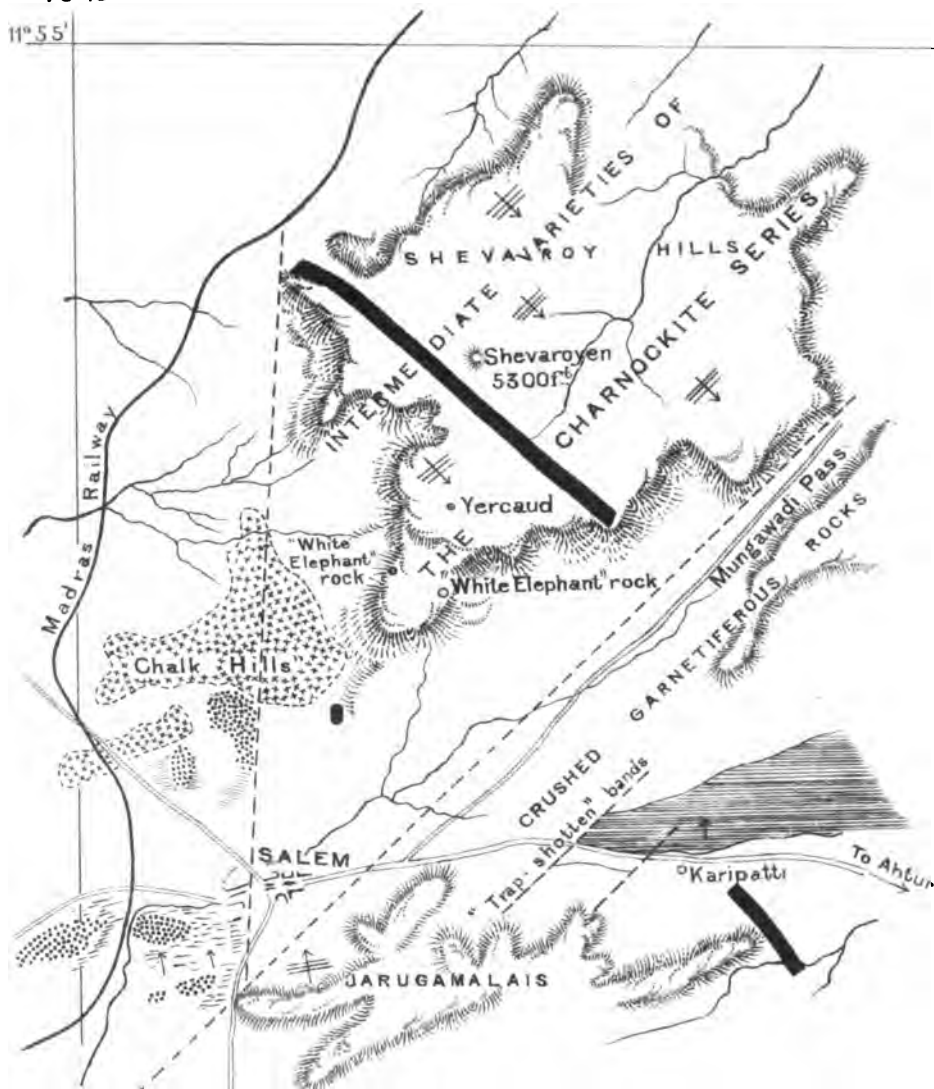 11° 55'
SHEVARROY HILLS
THE INTERMEDIATE VARIETIES OF
CHARNOCKITE SERIES
Shevaroyen
5300ft
Madras Railway
Yercaud
"White
Elephant"
rock
"White Elephant" rock
Mungawadi Pass
Chalk Hills
CRUSHED GARNETIFEROUS ROCKS
"Trap-shotten" bands
SALEM
Karipatti
To Ahtur
JARUGAMALAIS